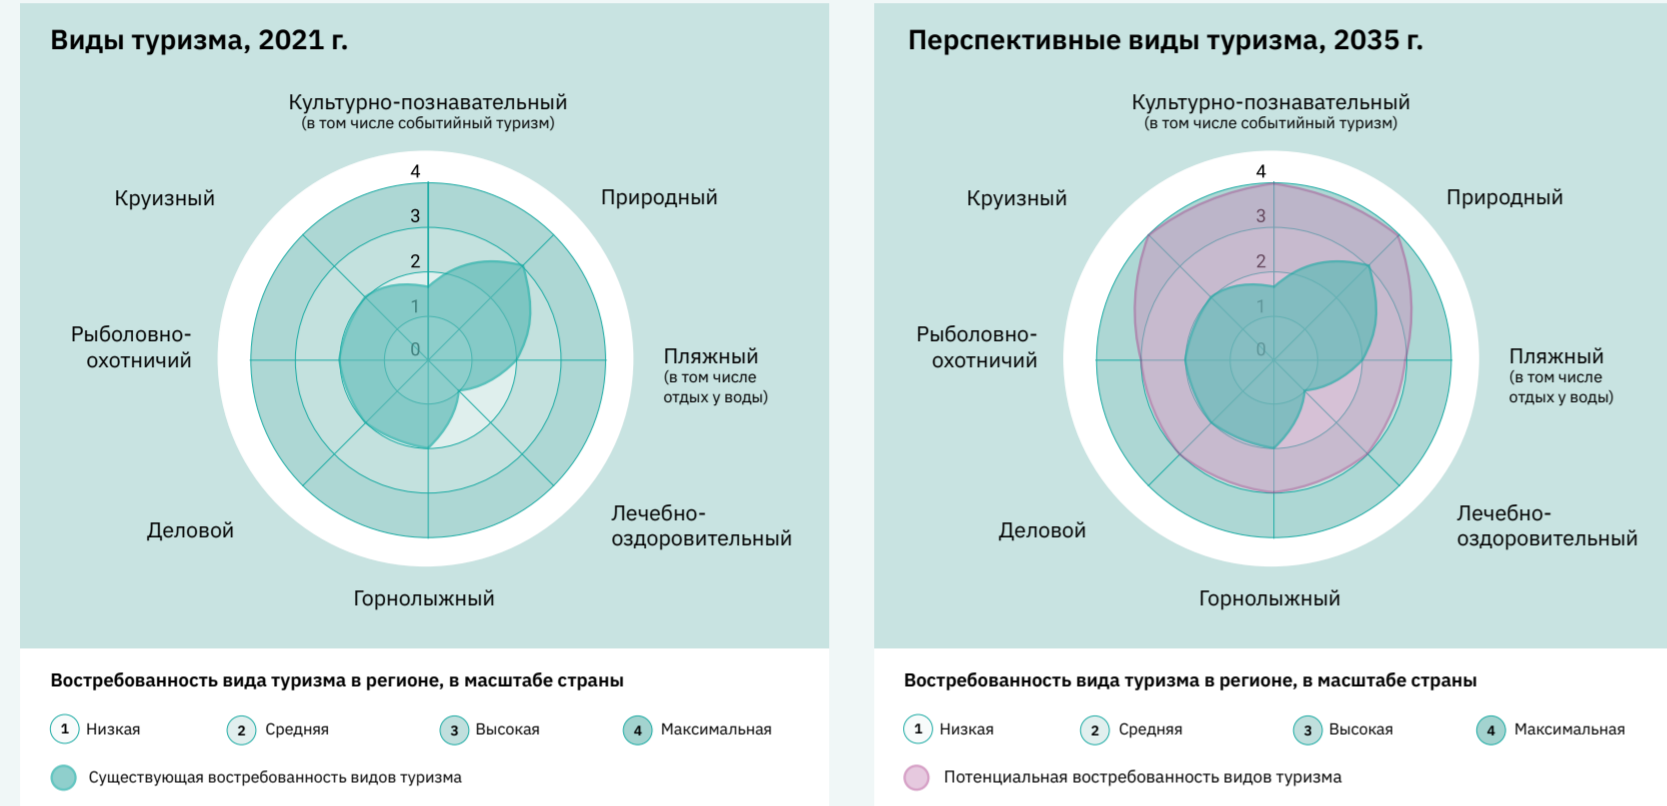 Виды туризма, 2021 г.
Культурно-познавательный
(в том числе событийный туризм)
Круизный
Природный
4
3
2
1
0
Рыболовно-
охотничий
Пляжный
(в том числе
отдых у воды)
Деловой
Лечебно-
оздоровительный
Горнолыжный
Востребованность вида туризма в регионе, в масштабе страны
1 Низкая
2 Средняя
3 Высокая
4 Максимальная
Существующая востребованность видов туризма
Перспективные виды туризма, 2035 г.
Культурно-познавательный
(в том числе событийный туризм)
Круизный
Природный
4
3
2
1
0
Рыболовно-
охотничий
Пляжный
(в том числе
отдых у воды)
Деловой
Лечебно-
оздоровительный
Горнолыжный
Востребованность вида туризма в регионе, в масштабе страны
1 Низкая
2 Средняя
3 Высокая
4 Максимальная
Потенциальная востребованность видов туризма